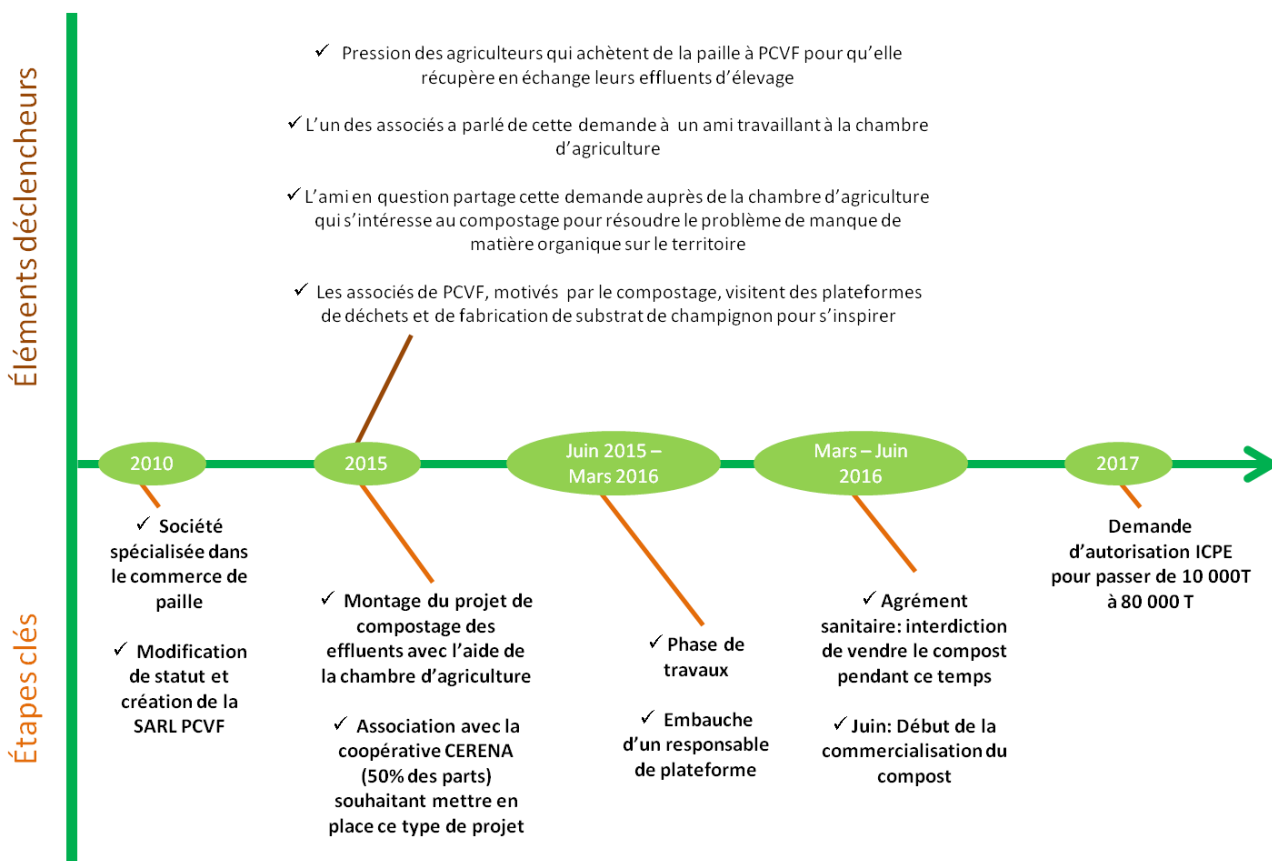 Éléments déclencheurs
✓ Pression des agriculteurs qui achètent de la paille à PCVF pour qu'elle
récupère en échange leurs effluents d'élevage
✓ L'un des associés a parlé de cette demande à un ami travaillant à la chambre
d'agriculture
✓ L'ami en question partage cette demande auprès de la chambre d'agriculture
qui s'intéresse au compostage pour résoudre le problème de manque de
matière organique sur le territoire
✓ Les associés de PCVF, motivés par le compostage, visitent des plateformes
de déchets et de fabrication de substrat de champignon pour s'inspirer
2010
2015
Juin 2015 –
Mars 2016
Mars – Juin
2016
2017
Étapes clés
✓ Société
spécialisée dans
le commerce de
paille
✓ Modification
de statut et
création de la
SARL PCVF
✓ Montage du projet de
compostage des
effluents avec l'aide de
la chambre d'agriculture
✓ Association avec la
coopérative CERENA
(50% des parts)
souhaitant mettre en
place ce type de projet
✓ Phase de
travaux
✓ Embauche
d'un responsable
de plateforme
✓ Agrément
sanitaire: interdiction
de vendre le compost
pendant ce temps
✓ Juin: Début de la
commercialisation du
compost
Demande
d'autorisation ICPE
pour passer de 10 000T
à 80 000 T